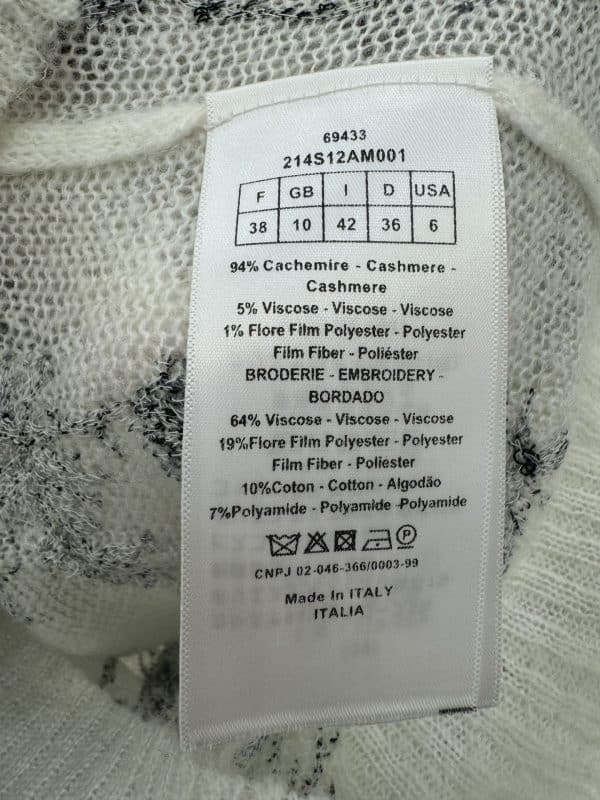 69433
214S12AM001
F GB I D USA
38 10 42 36 6
94% Cachemire - Cashmere -
Cashmere
5% Viscose - Viscose - Viscose
1% Flore Film Polyester - Polyester
Film Fiber - Poliéster
BRODERIE - EMBROIDERY -
BORDADO
64% Viscose - Viscose - Viscose
19%Flore Film Polyester - Polyester
Film Fiber - Poliester
10%Coton - Cotton - Algodão
7%Polyamide - Polyamide -Polyamide
P
CNPJ 02-046-366/0003-99
Made In ITALY
ITALIA